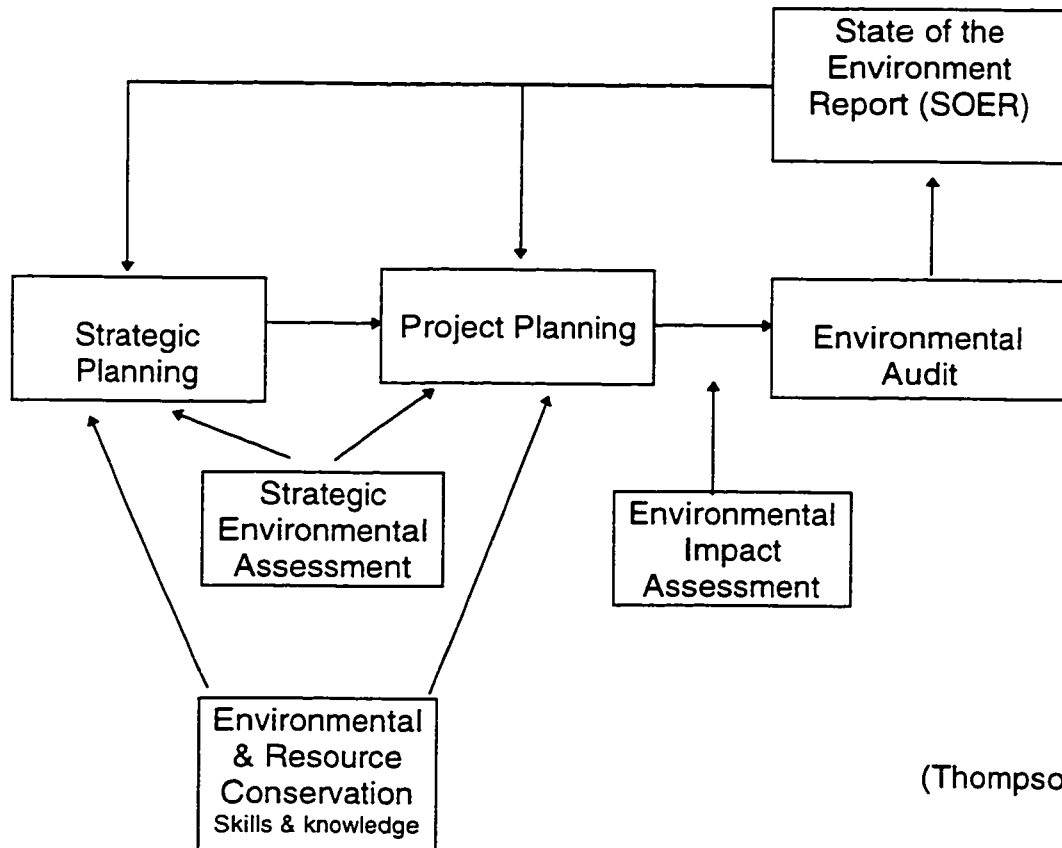 State of the
Environment
Report (SOER)
Strategic
Planning
Project Planning
Environmental
Audit
Strategic
Environmental
Assessment
Environmental
Impact
Assessment
Environmental
& Resource
Conservation
Skills & knowledge
(Thompso